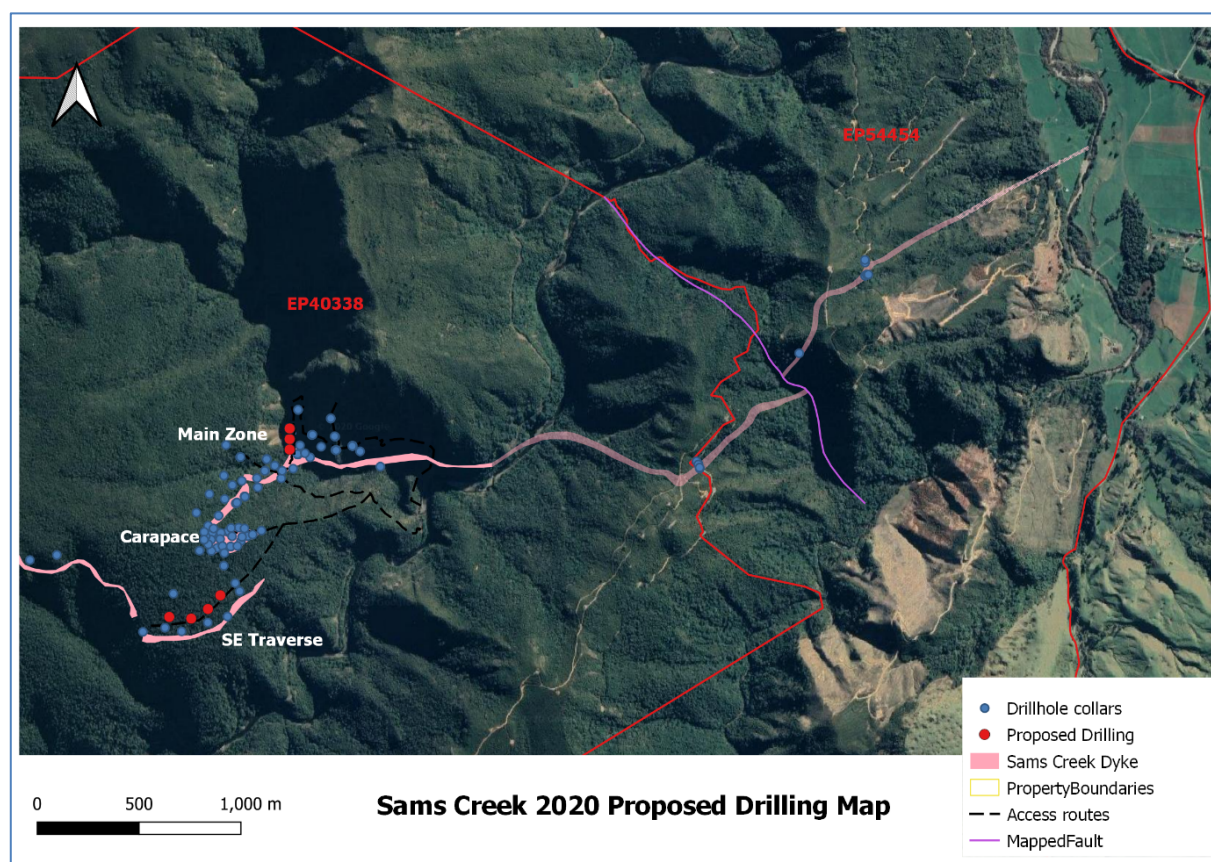 EP54454
EP40338
Main Zone
Carapace
SE Traverse
Drillhole collars
Proposed Drilling
Sams Creek Dyke
PropertyBoundaries
Access routes
MappedFault
0 500 1,000 m
Sams Creek 2020 Proposed Drilling Map